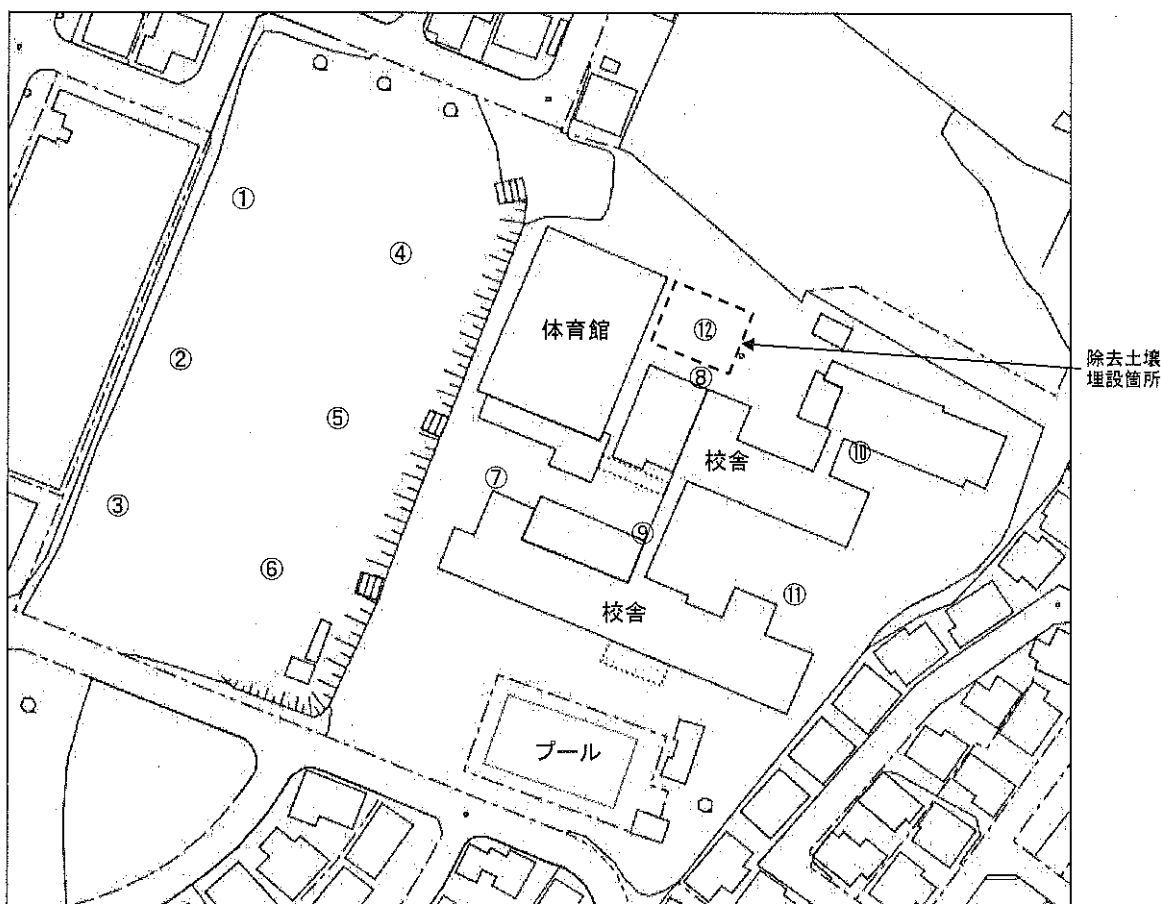 ①
④
体育館
⑫
除去土壌
埋設箇所
②
⑧
⑤
校舎
⑩
⑦
③
⑨
⑥
⑪
校舎
プール